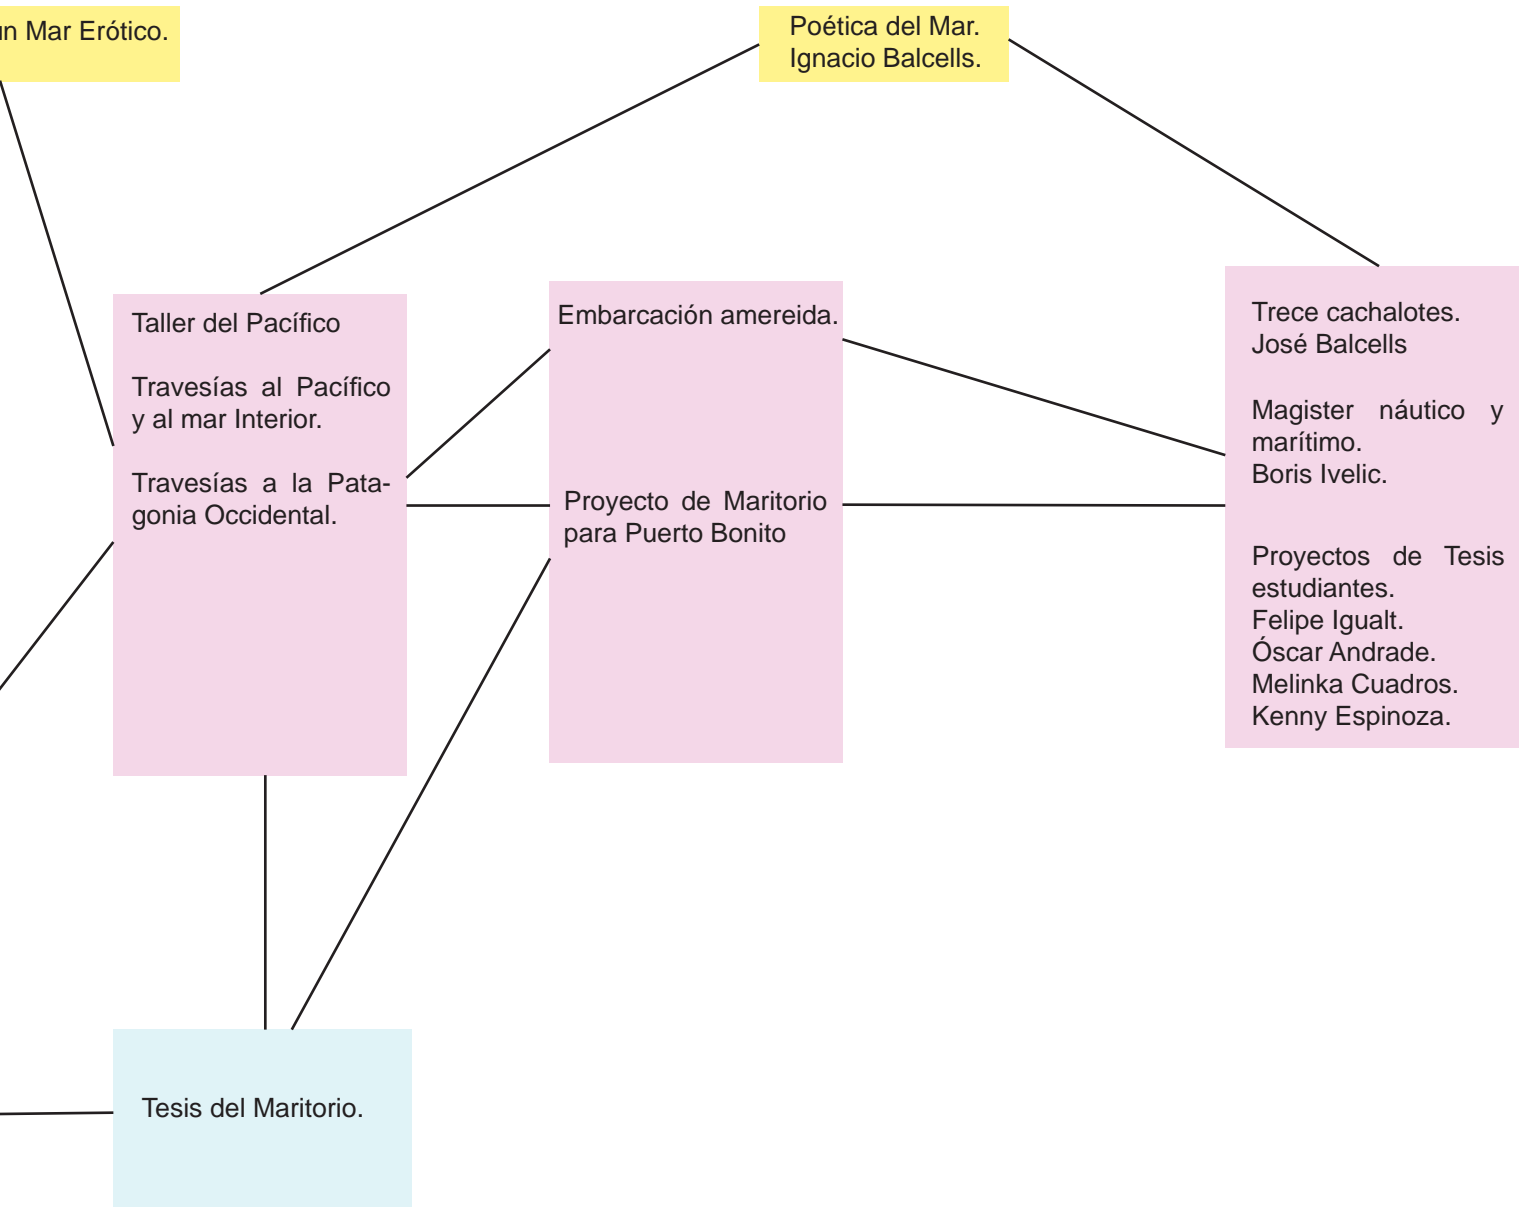 un Mar Erótico.
Poética del Mar.
Ignacio Balcells.
Taller del Pacífico
Travesías al Pacífico
y al mar Interior.
Travesías a la Pata-
gonia Occidental.
Embarcación amereida.
Proyecto de Maritorio
para Puerto Bonito
Trece cachalotes.
José Balcells
Magister náutico y
marítimo.
Boris Ivelic.
Proyectos de Tesis
estudiantes.
Felipe Igualt.
Óscar Andrade.
Melinka Cuadros.
Kenny Espinoza.
Tesis del Maritorio.